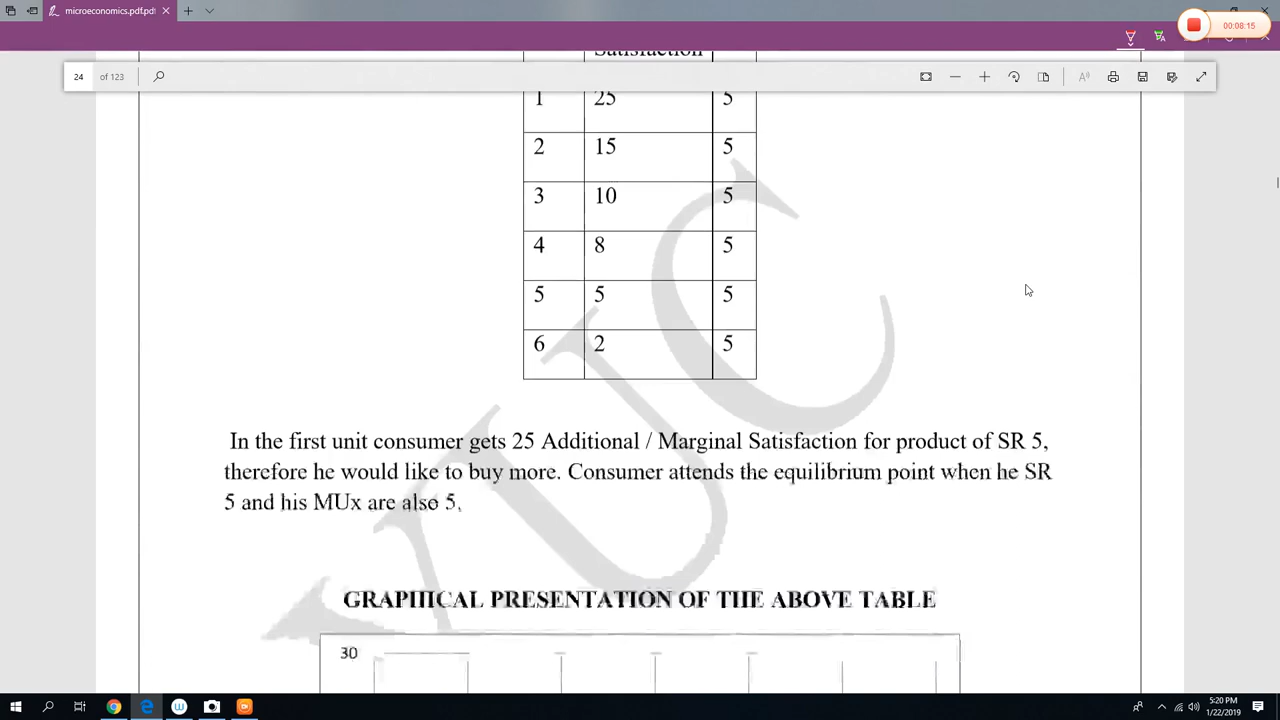 microeconomics.pdf.pdf
00:08:15
Satisfaction
24 of 123
1 25 5
2 15 5
3 10 5
4 8 5
5 5 5
6 2 5
In the first unit consumer gets 25 Additional / Marginal Satisfaction for product of SR 5,
therefore he would like to buy more. Consumer attends the equilibrium point when he SR
5 and his MUx are also 5.
GRAPHICAL PRESENTATION OF THE ABOVE TABLE
30
YUC
5:20 PM
1/22/2019